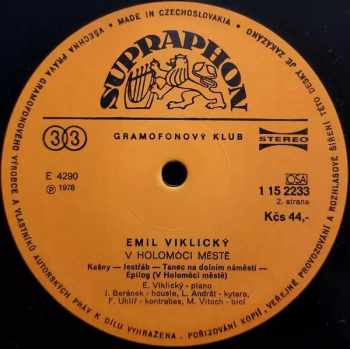 MADE IN CZECHOSLOVAKIA • VŠECHNA PRÁVA GRAMOFONOVÉHO VÝROBCE A VLASTNÍKŮ AUTORSKÝCH PRÁV K DÍLU VYHRAŽENA. POŘIZOVÁNÍ KOPIÍ, VEŘEJNÉ PROVOZOVÁNÍ A ROZHLASOVÉ ŠÍŘENÍ TÉTO DESKY JE ZAKÁZÁNO
SUPRAPHON
33
GRAMOFONOVÝ KLUB
STEREO
E 4290
OSA
℗ 1978
1 15 2233
2. strana
Kčs 44,-
EMIL VIKLICKÝ
V HOLOMÓCI MĚSTĚ
Kašny — Jestřáb — Tanec na dolním náměstí —
Epilog (V Holomóci městě)
E. Viklický - piano
J. Beránek - housle, L. Andršt - kytara,
F. Uhlíř - kontrabas, M. Vitoch - bicí